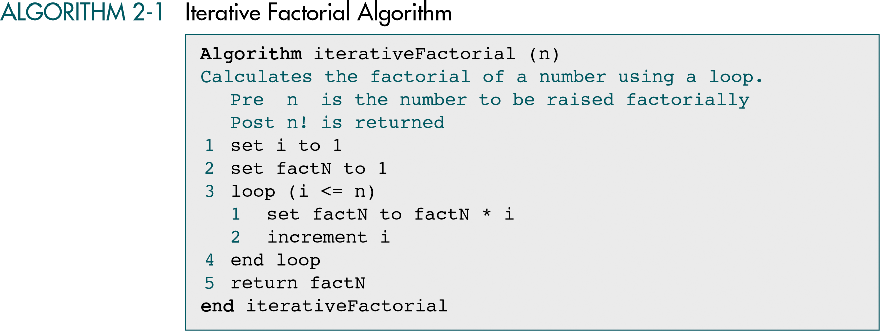 ALGORITHM 2-1 Iterative Factorial Algorithm
Algorithm iterativeFactorial (n)
Calculates the factorial of a number using a loop.
Pre n is the number to be raised factorially
Post n! is returned
1 set i to 1
2 set factN to 1
3 loop (i <= n)
1 set factN to factN * i
2 increment i
4 end loop
5 return factN
end iterativeFactorial